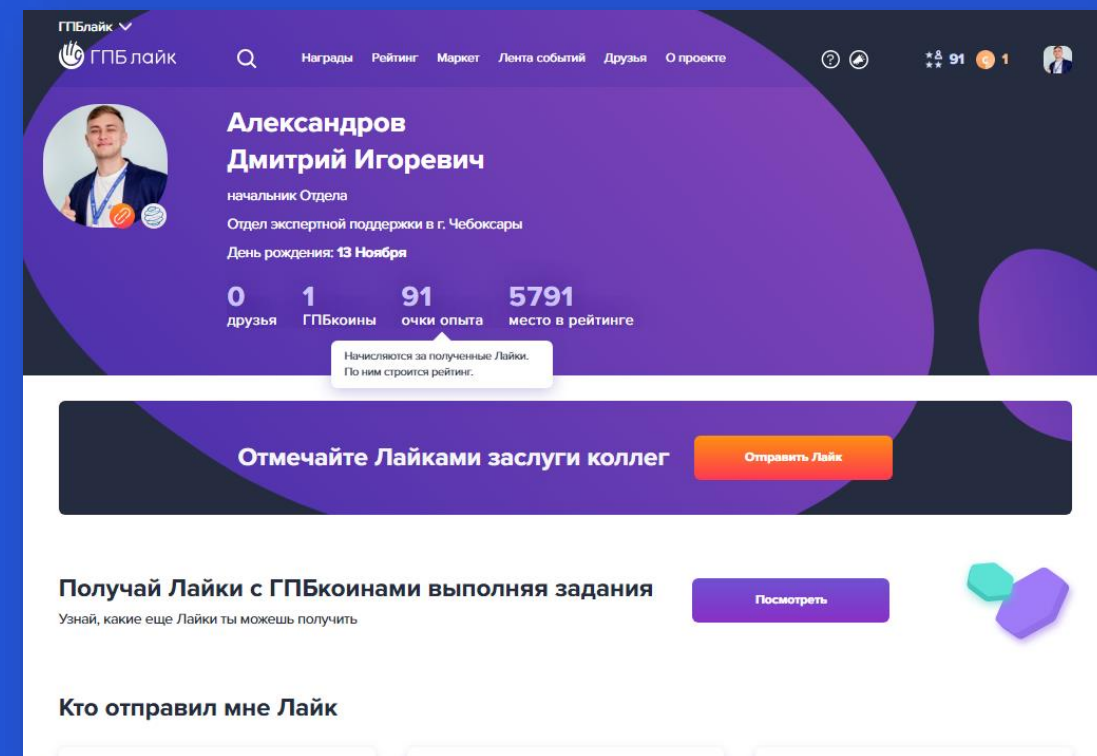 ГПБлайк
ГПБ лайк
Награды Рейтинг Маркет Лента событий Друзья О проекте
91 1
Александров
Дмитрий Игоревич
начальник Отдела
Отдел экспертной поддержки в г. Чебоксары
День рождения: 13 Ноября
0 1 91 5791
друзья ГПБкоины очки опыта место в рейтинге
Начисляются за полученные Лайки.
По ним строится рейтинг.
Отмечайте Лайками заслуги коллег
Отправить Лайк
Получай Лайки с ГПБкоинами выполняя задания
Посмотреть
Узнай, какие еще Лайки ты можешь получить
Кто отправил мне Лайк